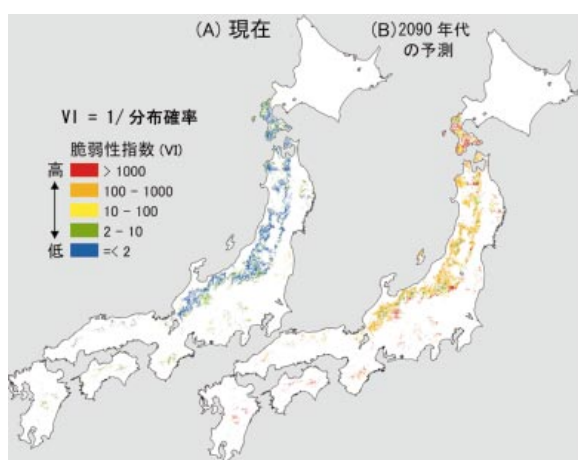 (A) 現在
(B) 2090 年代
の予測
VI = 1/ 分布確率
脆弱性指数 (VI)
高
> 1000
100 - 1000
10 - 100
2 - 10
低
=< 2